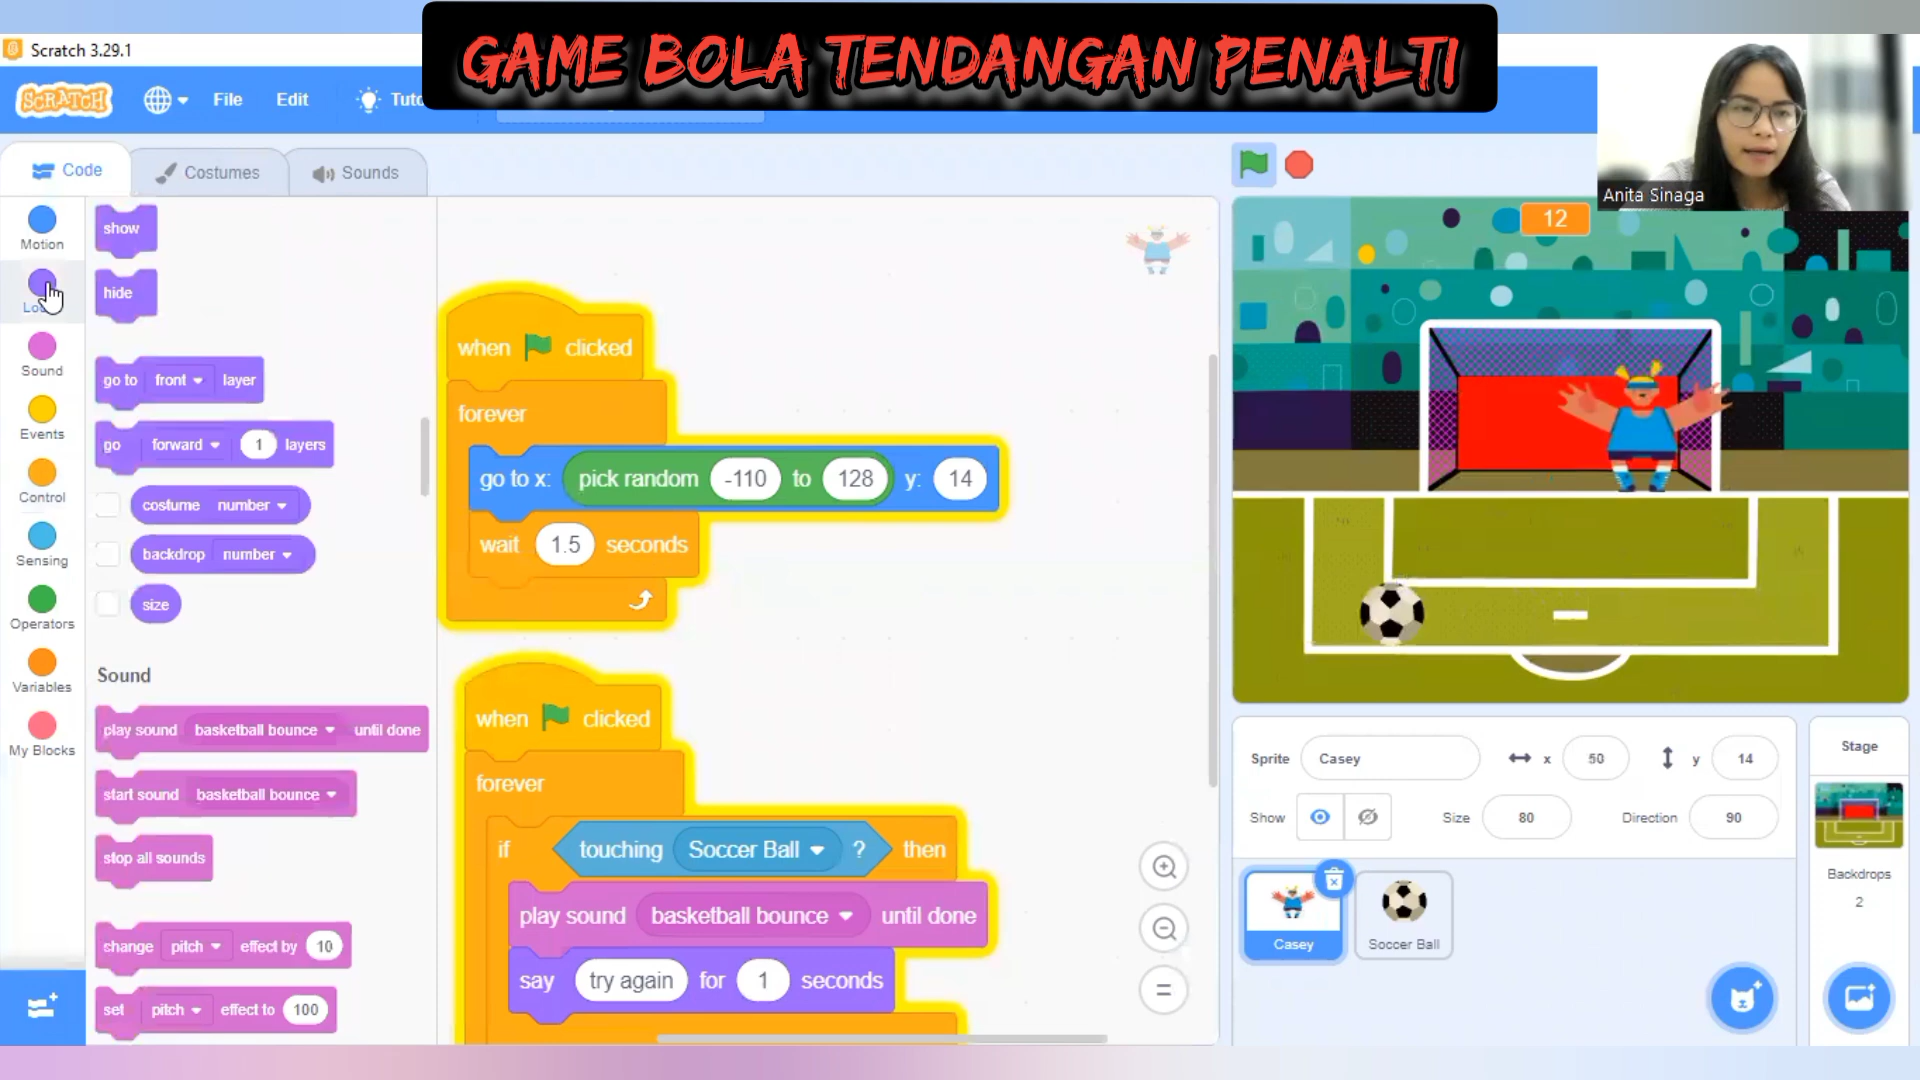 GAME BOLA TENDANGAN PENALTI
Scratch 3.29.1
SCRATCH
File
Edit
Anita Sinaga
Code
Costumes
Sounds
Motion
Sound
Events
Control
Sensing
Operators
Variables
My Blocks
show
hide
go to front layer
go forward 1 layers
costume number
backdrop number
size
Sound
play sound basketball bounce until done
start sound basketball bounce
stop all sounds
change pitch effect by 10
set pitch effect to 100
when clicked
forever
go to x: pick random -110 to 128 y: 14
wait 1.5 seconds
when clicked
forever
if touching Soccer Ball ? then
play sound basketball bounce until done
say try again for 1 seconds
12
Sprite Casey x 50 y 14
Show Size 80 Direction 90
Casey
Soccer Ball
Stage
Backdrops
2